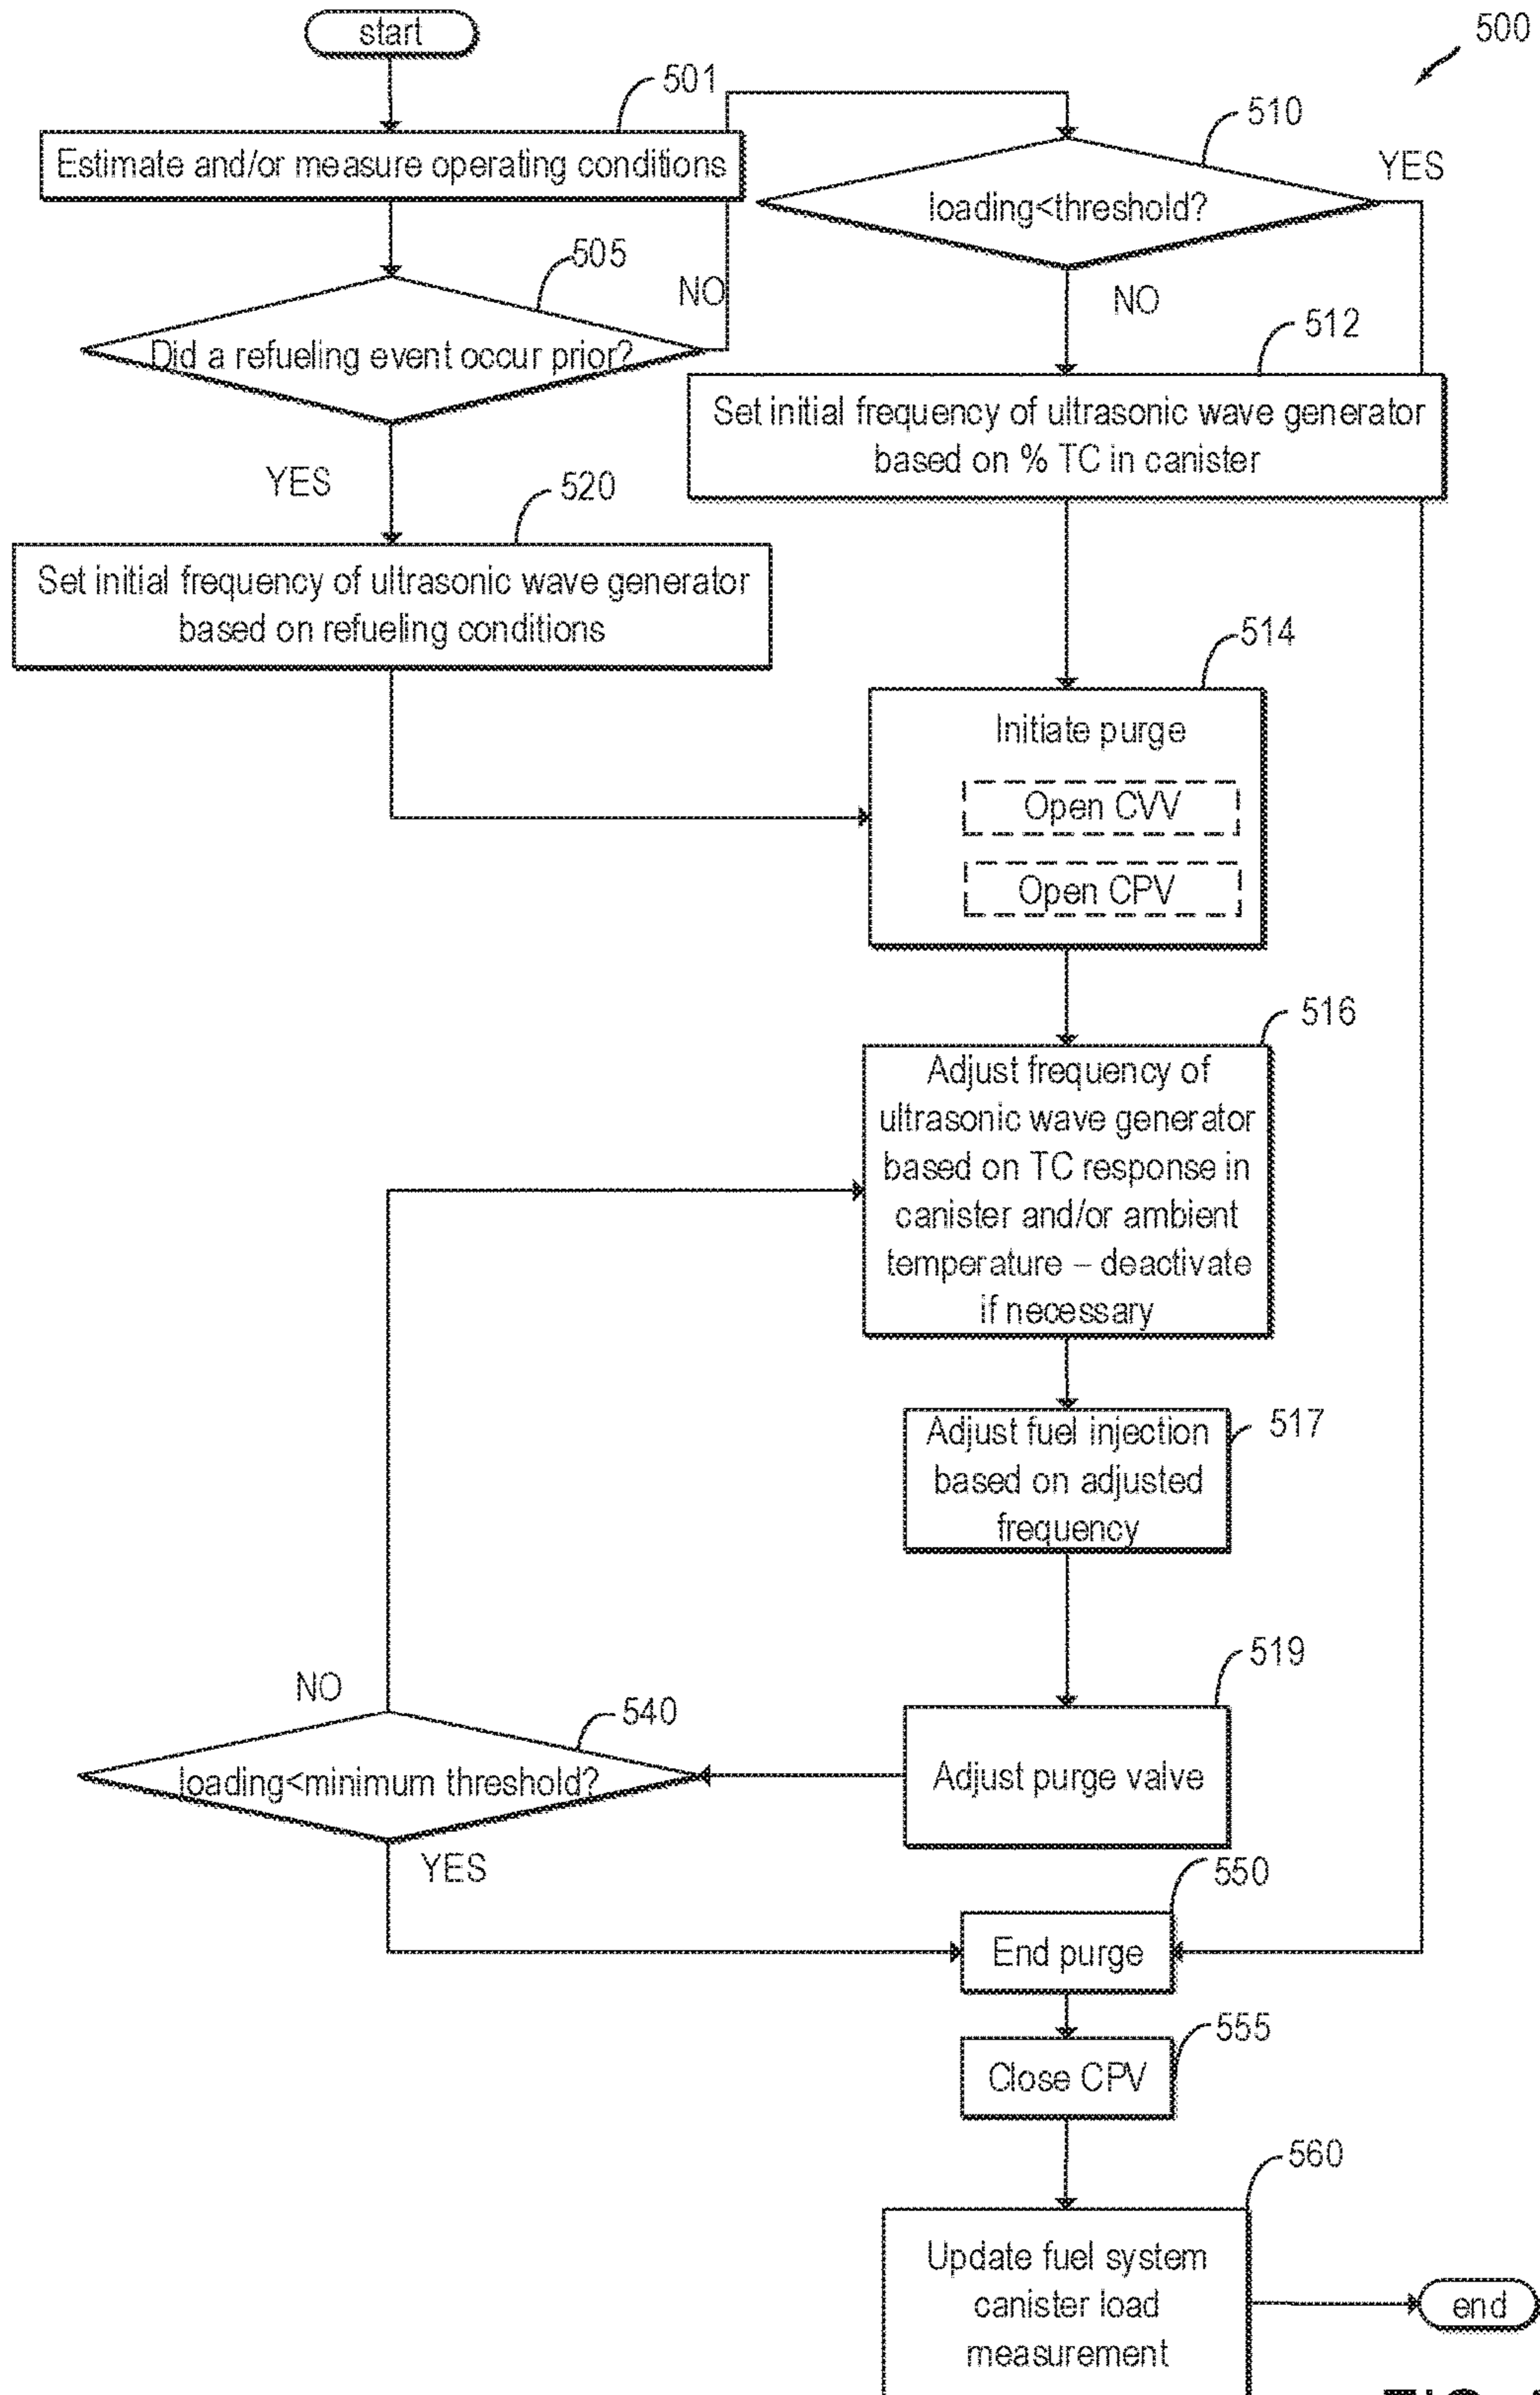 start
500
501
Estimate and/or measure operating conditions
510
loading<threshold?
YES
NO
505
Did a refueling event occur prior?
NO
YES
512
Set initial frequency of ultrasonic wave generator
based on % TC in canister
520
Set initial frequency of ultrasonic wave generator
based on refueling conditions
514
Initiate purge
Open CVV
Open CPV
516
Adjust frequency of
ultrasonic wave generator
based on TC response in
canister and/or ambient
temperature – deactivate
if necessary
517
Adjust fuel injection
based on adjusted
frequency
519
Adjust purge valve
540
loading<minimum threshold?
NO
YES
550
End purge
555
Close CPV
560
Update fuel system
canister load
measurement
end